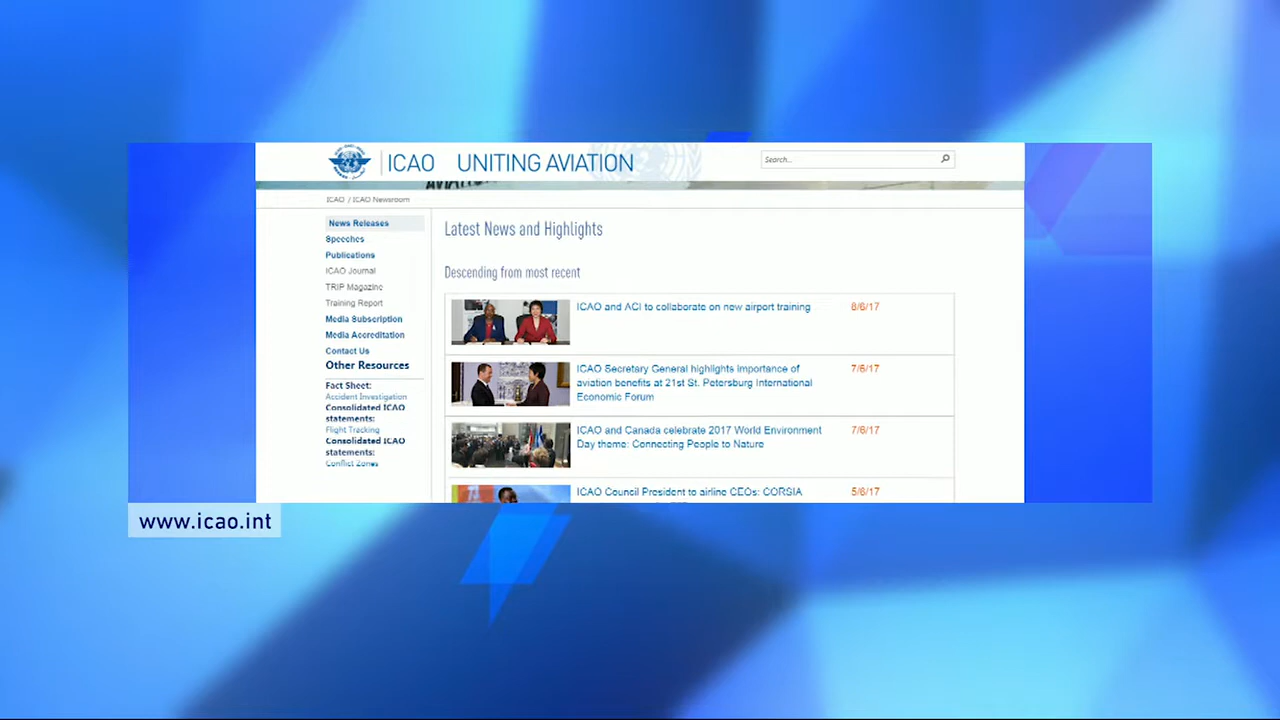 ICAO UNITING AVIATION
Search...
ICAO / ICAO Newsroom
News Releases
Speeches
Publications
ICAO Journal
TRIP Magazine
Training Report
Media Subscription
Media Accreditation
Contact Us
Other Resources
Fact Sheet:
Accident Investigation
Consolidated ICAO
statements:
Flight Tracking
Consolidated ICAO
statements:
Conflict Zones
Latest News and Highlights
Descending from most recent
ICAO and ACI to collaborate on new airport training 8/6/17
ICAO Secretary General highlights importance of 7/6/17
aviation benefits at 21st St. Petersburg International
Economic Forum
ICAO and Canada celebrate 2017 World Environment 7/6/17
Day theme: Connecting People to Nature
ICAO Council President to airline CEOs: CORSIA 5/6/17
www.icao.int